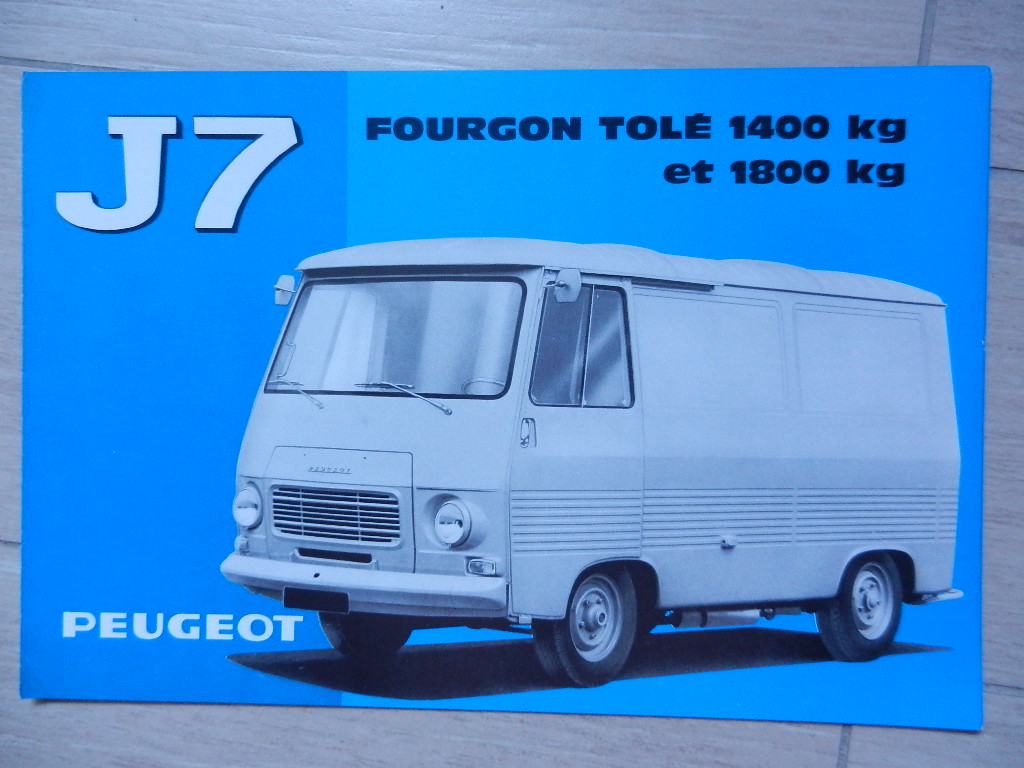 J7
FOURGON TOLÉ 1400 kg
et 1800 kg
PEUGEOT
PEUGEOT